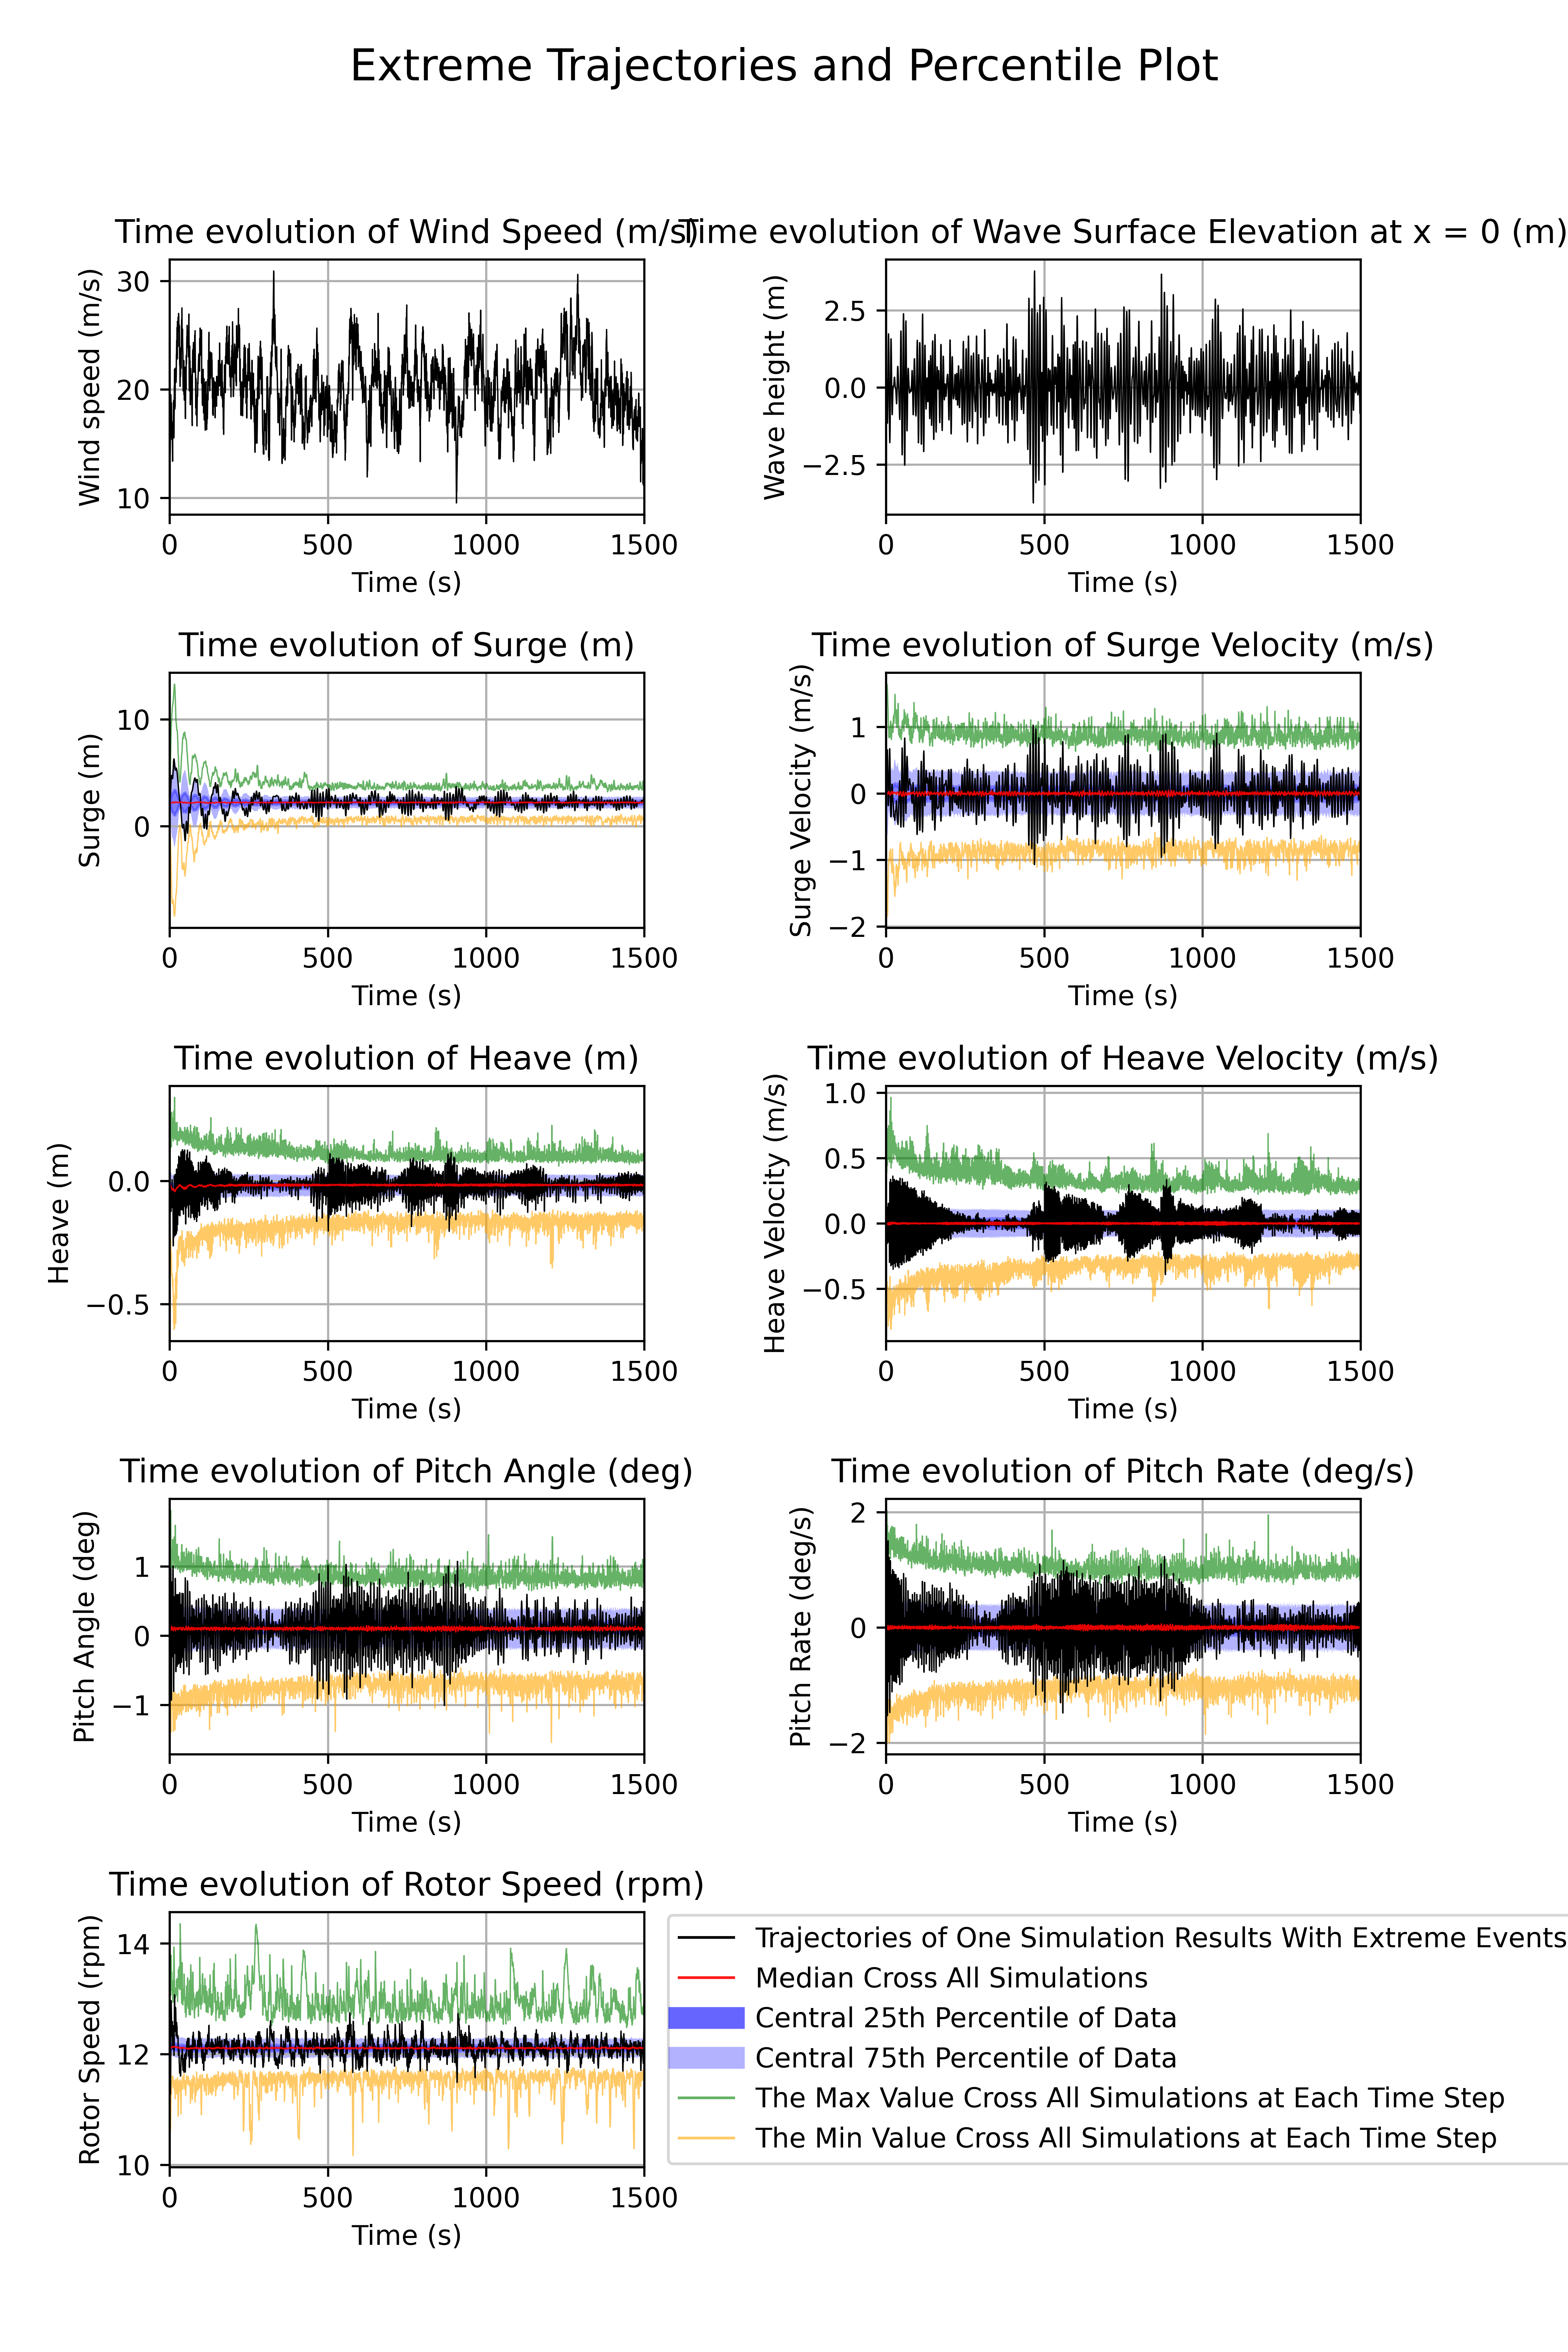 Extreme Trajectories and Percentile Plot
Time evolution of Wind Speed (m/s)
Wind speed (m/s)
30
20
10
0 500 1000 1500
Time (s)
Time evolution of Wave Surface Elevation at x = 0 (m)
Wave height (m)
2.5
0.0
−2.5
0 500 1000 1500
Time (s)
Time evolution of Surge (m)
Surge (m)
10
0
0 500 1000 1500
Time (s)
Time evolution of Surge Velocity (m/s)
Surge Velocity (m/s)
1
0
−1
−2
0 500 1000 1500
Time (s)
Time evolution of Heave (m)
Heave (m)
0.0
−0.5
0 500 1000 1500
Time (s)
Time evolution of Heave Velocity (m/s)
Heave Velocity (m/s)
1.0
0.5
0.0
−0.5
0 500 1000 1500
Time (s)
Time evolution of Pitch Angle (deg)
Pitch Angle (deg)
1
0
−1
0 500 1000 1500
Time (s)
Time evolution of Pitch Rate (deg/s)
Pitch Rate (deg/s)
2
0
−2
0 500 1000 1500
Time (s)
Time evolution of Rotor Speed (rpm)
Rotor Speed (rpm)
14
12
10
0 500 1000 1500
Time (s)
Trajectories of One Simulation Results With Extreme Events
Median Cross All Simulations
Central 25th Percentile of Data
Central 75th Percentile of Data
The Max Value Cross All Simulations at Each Time Step
The Min Value Cross All Simulations at Each Time Step